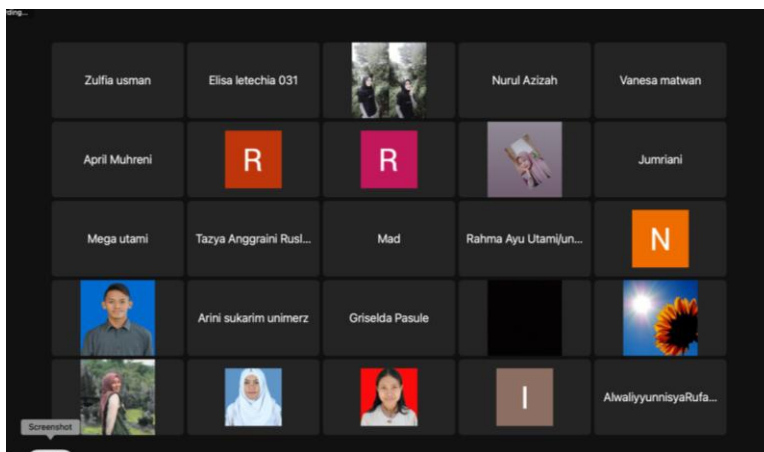 ding...
Zulfia usman
Elisa letechia 031
Nurul Azizah
Vanesa matwan
April Muhreni
R
R
Jumriani
Mega utami
Tazya Anggraini Rusl...
Mad
Rahma Ayu Utami/un...
N
Arini sukarim unimerz
Griselda Pasule
I
AlwaliyyunnisyaRufa...
Screenshot